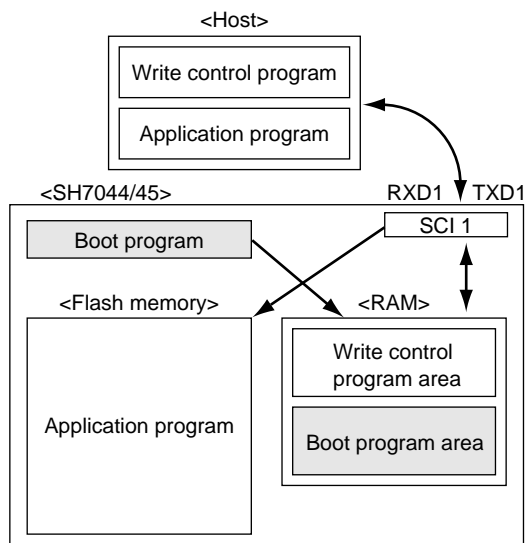 <Host>
Write control program
Application program
<SH7044/45>
RXD1 TXD1
SCI 1
Boot program
<Flash memory>
<RAM>
Write control
program area
Application program
Boot program area